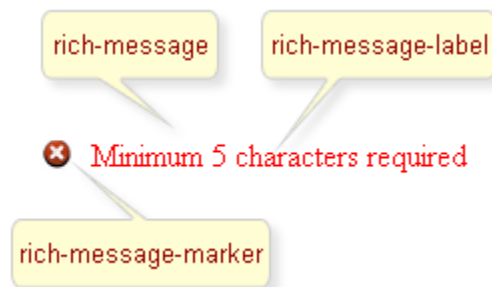 rich-message
rich-message-label
Minimum 5 characters required
rich-message-marker